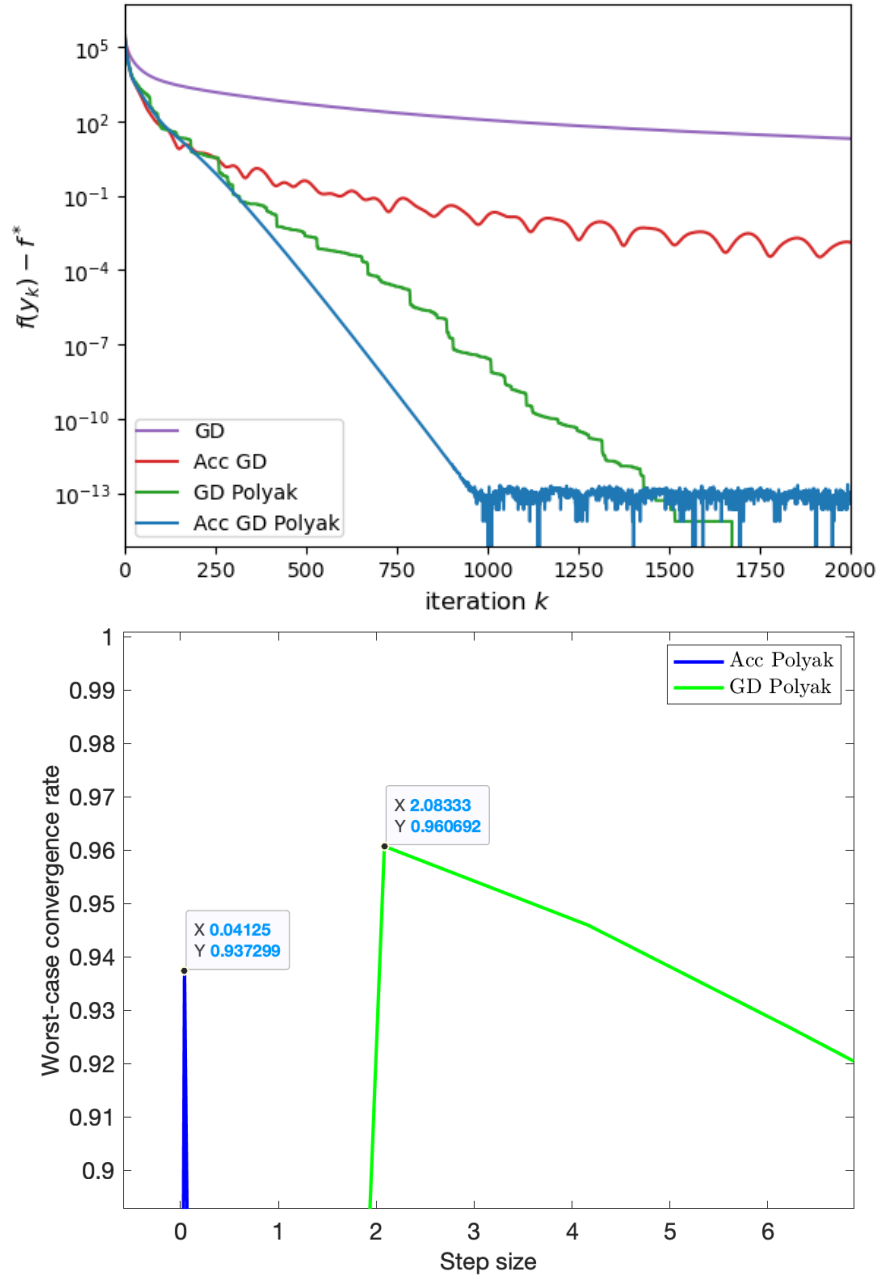 10^5
10^2
10^-1
10^-4
10^-7
10^-10
10^-13
f(y_k) − f*
GD
Acc GD
GD Polyak
Acc GD Polyak
0 250 500 750 1000 1250 1500 1750 2000
iteration k
1
0.99
0.98
0.97
0.96
0.95
0.94
0.93
0.92
0.91
0.9
Worst-case convergence rate
Acc Polyak
GD Polyak
X 2.08333
Y 0.960692
X 0.04125
Y 0.937299
0 1 2 3 4 5 6
Step size